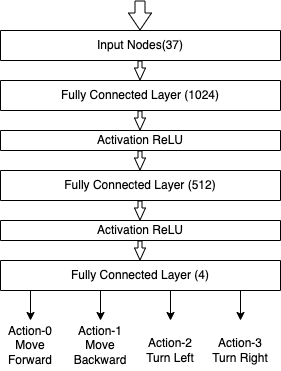 Input Nodes(37)
Fully Connected Layer (1024)
Activation ReLU
Fully Connected Layer (512)
Activation ReLU
Fully Connected Layer (4)
Action-0
Move
Forward
Action-1
Move
Backward
Action-2
Turn Left
Action-3
Turn Right